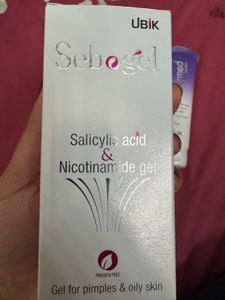 UBiK
Sebogel
Salicylic acid
&
Nicotinamide gel
PARABEN FREE
Gel for pimples & oily skin